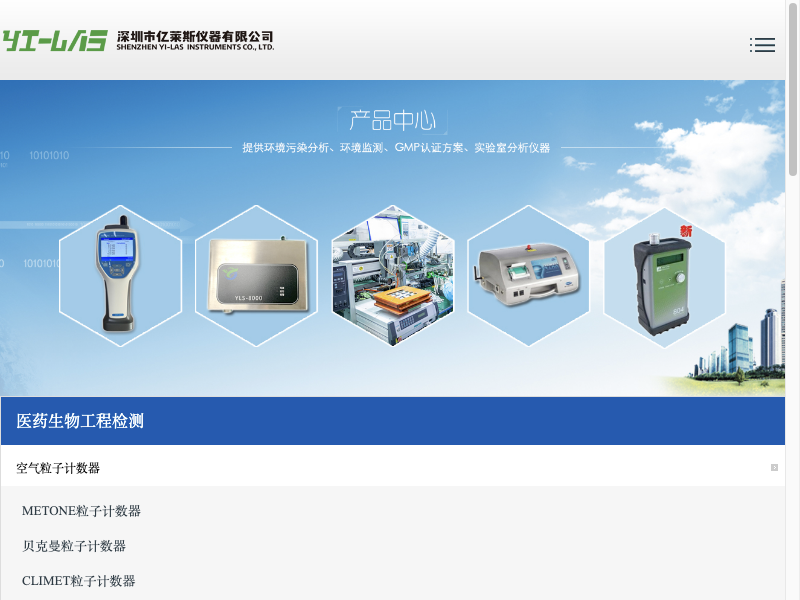 YI-LAS 深圳市亿莱斯仪器有限公司
SHENZHEN YI-LAS INSTRUMENTS CO., LTD.
产品中心
提供环境污染分析、环境监测、GMP认证方案、实验室分析仪器
10101010
1010101
新
YLS-8000
804
医药生物工程检测
空气粒子计数器
METONE粒子计数器
贝克曼粒子计数器
CLIMET粒子计数器